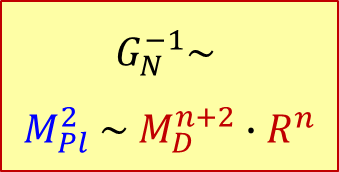 G_N^{-1} ~
M_{Pl}^2 ~ M_D^{n+2} · R^n